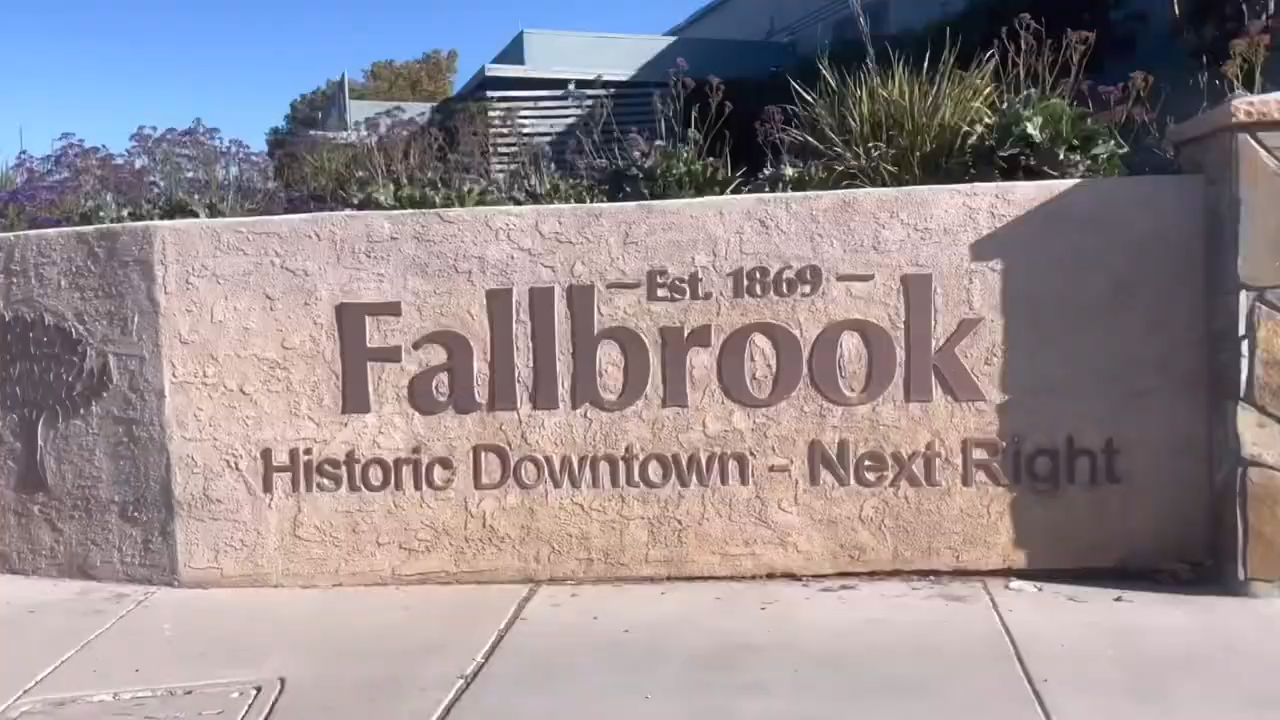 – Est. 1869 –
Fallbrook
Historic Downtown - Next Right